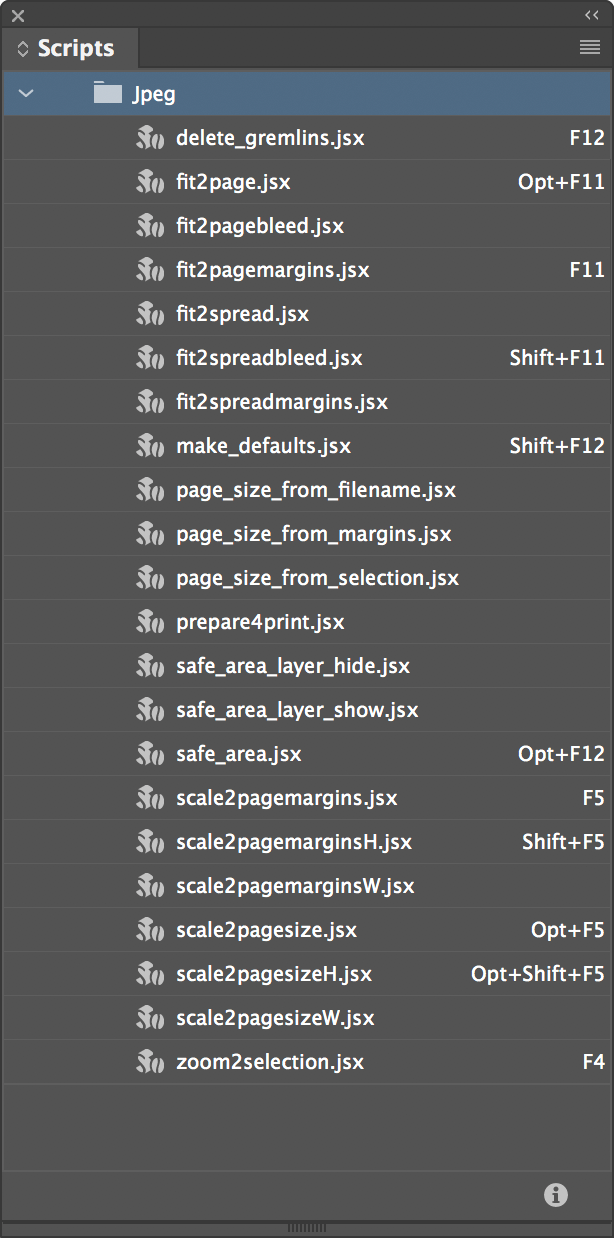 Scripts
Jpeg
delete_gremlins.jsx F12
fit2page.jsx Opt+F11
fit2pagebleed.jsx
fit2pagemargins.jsx F11
fit2spread.jsx
fit2spreadbleed.jsx Shift+F11
fit2spreadmargins.jsx
make_defaults.jsx Shift+F12
page_size_from_filename.jsx
page_size_from_margins.jsx
page_size_from_selection.jsx
prepare4print.jsx
safe_area_layer_hide.jsx
safe_area_layer_show.jsx
safe_area.jsx Opt+F12
scale2pagemargins.jsx F5
scale2pagemarginsH.jsx Shift+F5
scale2pagemarginsW.jsx
scale2pagesize.jsx Opt+F5
scale2pagesizeH.jsx Opt+Shift+F5
scale2pagesizeW.jsx
zoom2selection.jsx F4